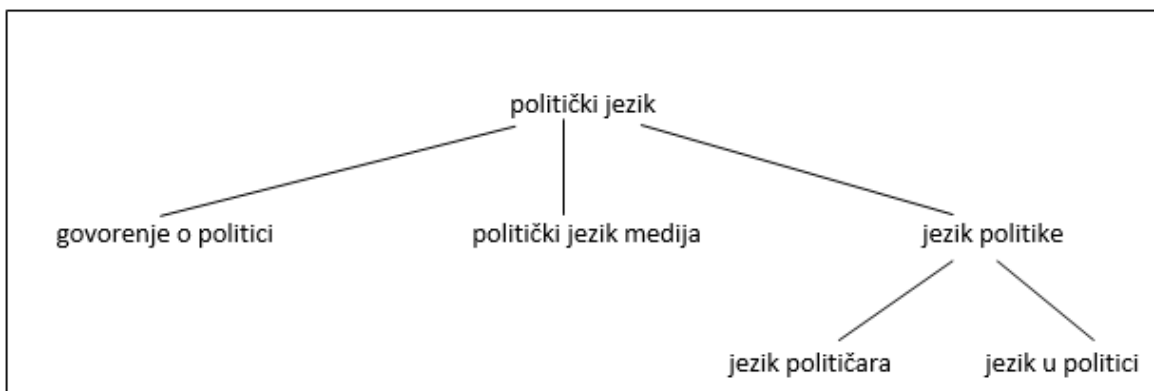 politički jezik
govorenje o politici
politički jezik medija
jezik politike
jezik političara
jezik u politici